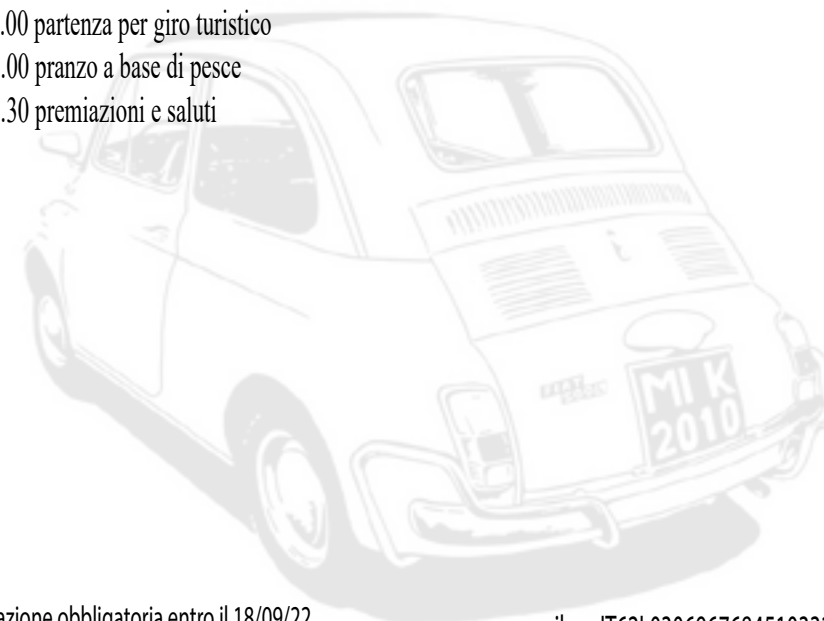 .00 partenza per giro turistico
.00 pranzo a base di pesce
.30 premiazioni e saluti
MI K
2010
azione obbligatoria entro il 18/09/22